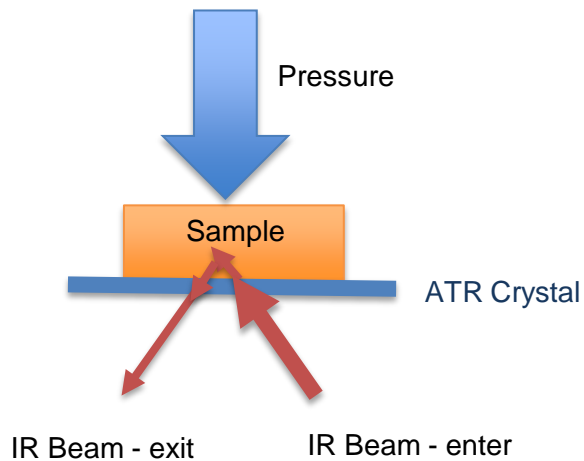 Pressure
Sample
ATR Crystal
IR Beam - exit
IR Beam - enter